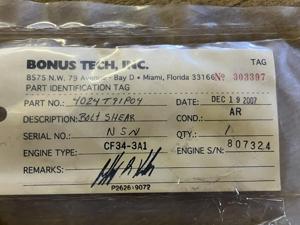 BONUS TECH, INC. TAG
8575 N.W. 79 Avenue - Bay D • Miami, Florida 33166 No 303397
PART IDENTIFICATION TAG
PART NO.: 4024T91P04 DATE: DEC 19 2007
DESCRIPTION: BOLT SHEAR COND: AR
SERIAL NO. NSN QTY.: 1
ENGINE TYPE: CF34-3A1 ENGINE S/N: 807324
REMARKS:
P2626\9072